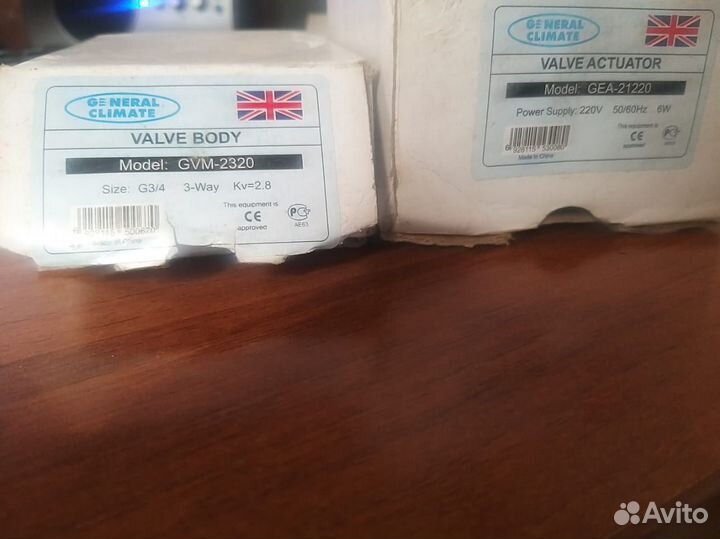 GENERAL
CLIMATE
VALVE BODY
Model: GVM-2320
Size: G3/4 3-Way Kv=2.8
This equipment is
CE
approved
AE63
GENERAL
CLIMATE
VALVE ACTUATOR
Model: GEA-21220
Power Supply: 220V 50/60Hz 6W
This equipment is
CE
approved
Made in China
Avito